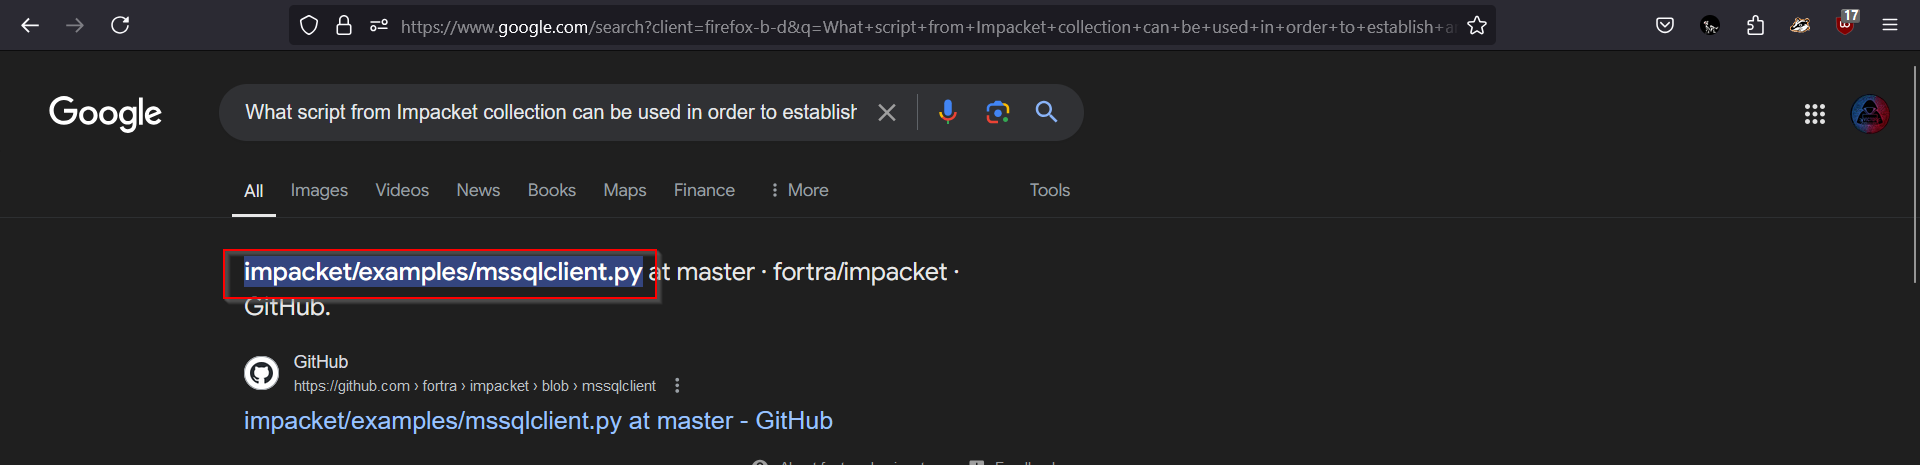 https://www.google.com/search?client=firefox-b-d&q=What+script+from+Impacket+collection+can+be+used+in+order+to+establish+a
17
Google
What script from Impacket collection can be used in order to establish
All Images Videos News Books Maps Finance More Tools
impacket/examples/mssqlclient.py at master · fortra/impacket ·
GitHub.
GitHub
https://github.com › fortra › impacket › blob › mssqlclient
impacket/examples/mssqlclient.py at master - GitHub